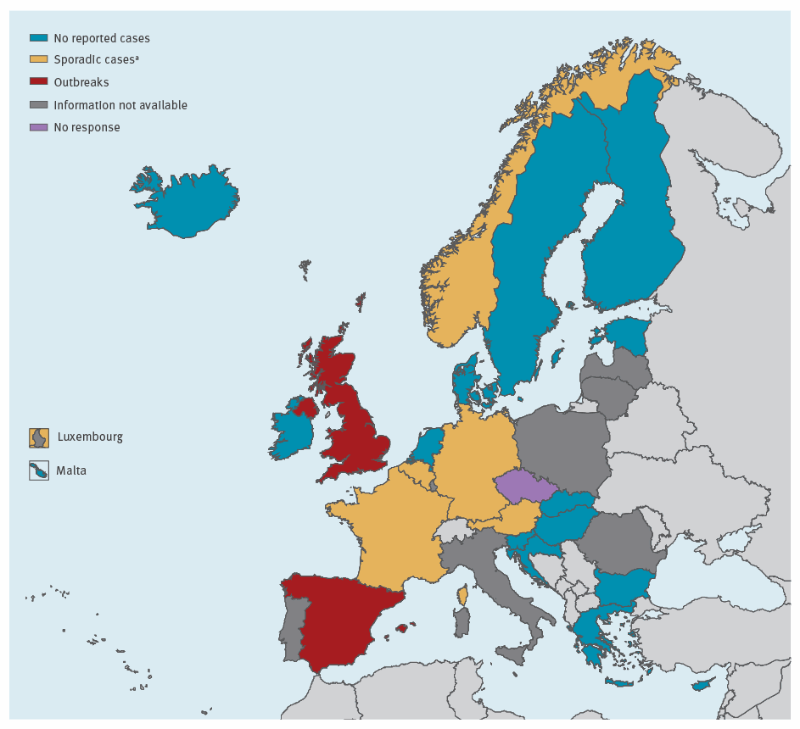 No reported cases
Sporadic casesª
Outbreaks
Information not available
No response
Luxembourg
Malta